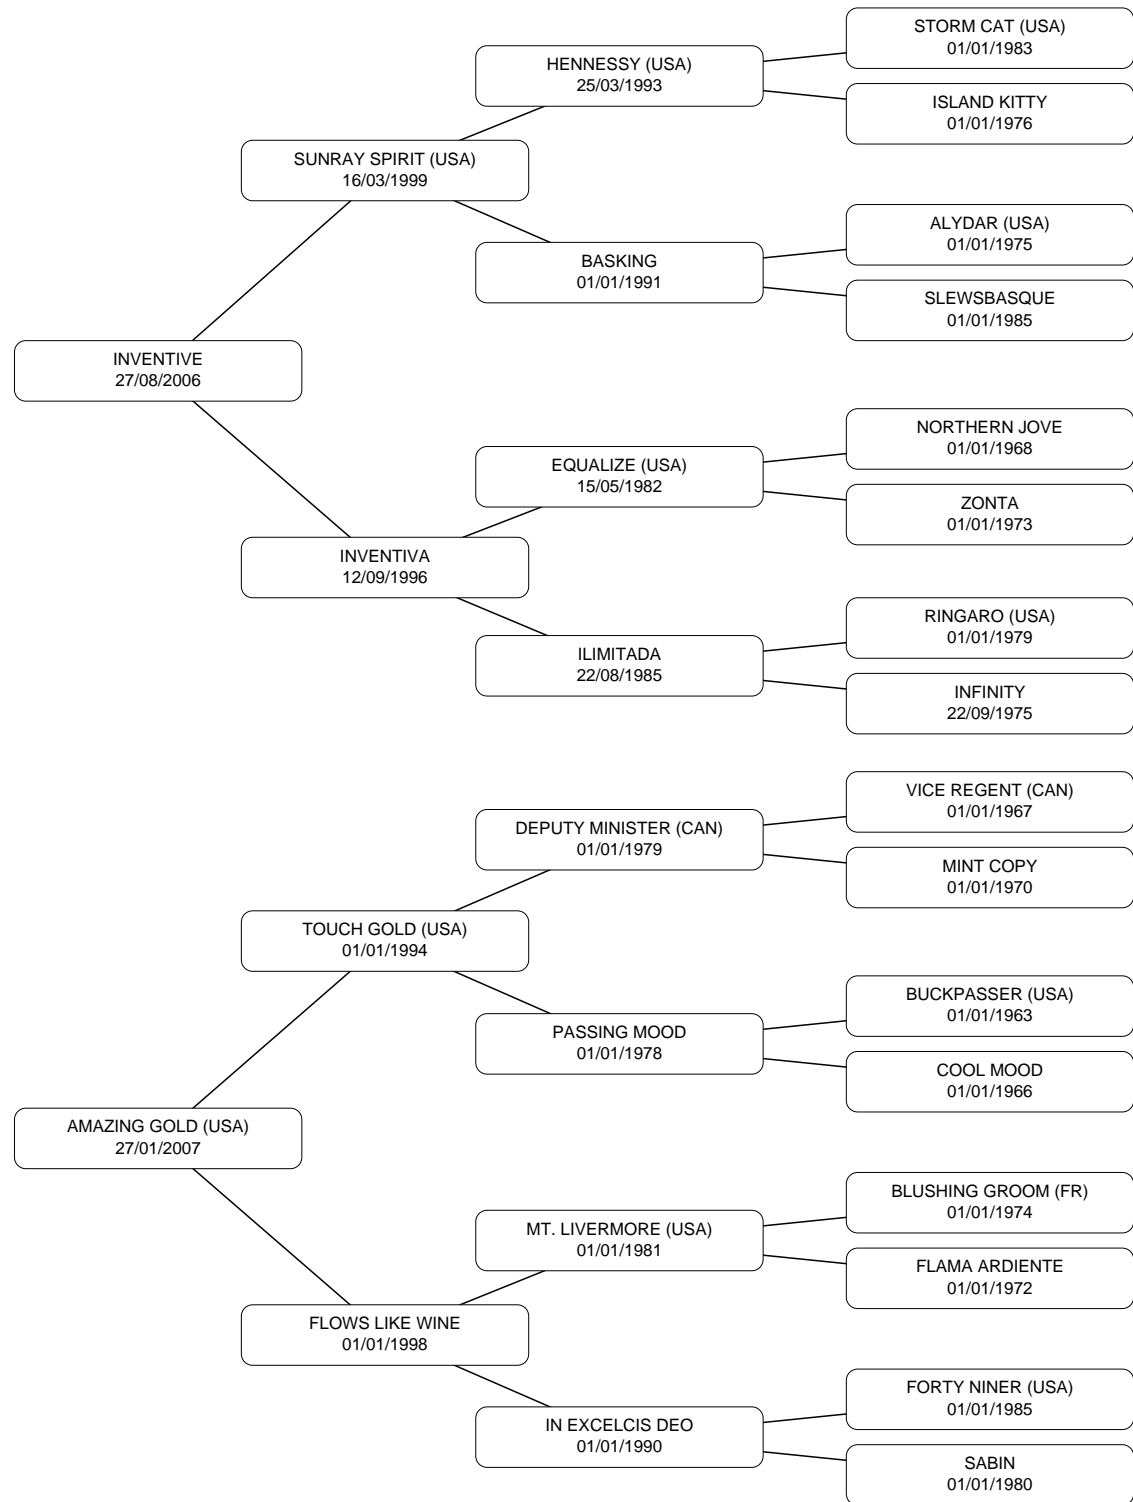 STORM CAT (USA)
01/01/1983
HENNESSY (USA)
25/03/1993
ISLAND KITTY
01/01/1976
SUNRAY SPIRIT (USA)
16/03/1999
ALYDAR (USA)
01/01/1975
BASKING
01/01/1991
SLEWSBASQUE
01/01/1985
INVENTIVE
27/08/2006
NORTHERN JOVE
01/01/1968
EQUALIZE (USA)
15/05/1982
ZONTA
01/01/1973
INVENTIVA
12/09/1996
RINGARO (USA)
01/01/1979
ILIMITADA
22/08/1985
INFINITY
22/09/1975
VICE REGENT (CAN)
01/01/1967
DEPUTY MINISTER (CAN)
01/01/1979
MINT COPY
01/01/1970
TOUCH GOLD (USA)
01/01/1994
BUCKPASSER (USA)
01/01/1963
PASSING MOOD
01/01/1978
COOL MOOD
01/01/1966
AMAZING GOLD (USA)
27/01/2007
BLUSHING GROOM (FR)
01/01/1974
MT. LIVERMORE (USA)
01/01/1981
FLAMA ARDIENTE
01/01/1972
FLOWS LIKE WINE
01/01/1998
FORTY NINER (USA)
01/01/1985
IN EXCELCIS DEO
01/01/1990
SABIN
01/01/1980